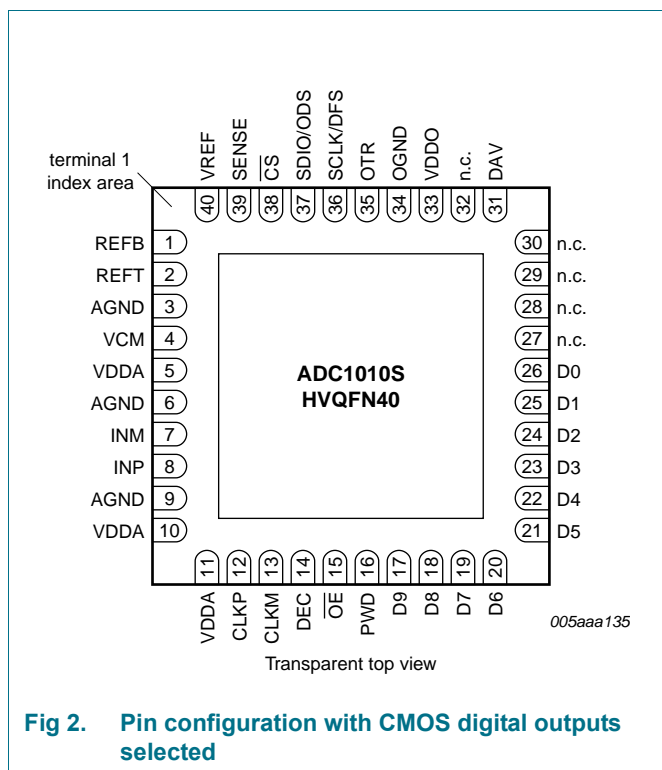 VREF
SENSE
CS
SDIO/ODS
SCLK/DFS
OTR
OGND
VDDO
n.c.
DAV
terminal 1
index area
40 39 38 37 36 35 34 33 32 31
REFB 1 30 n.c.
REFT 2 29 n.c.
AGND 3 28 n.c.
VCM 4 27 n.c.
VDDA 5 26 D0
AGND 6 25 D1
INM 7 24 D2
INP 8 23 D3
AGND 9 22 D4
VDDA 10 21 D5
ADC1010S
HVQFN40
11 12 13 14 15 16 17 18 19 20
VDDA
CLKP
CLKM
DEC
OE
PWD
D9
D8
D7
D6
005aaa135
Transparent top view
Fig 2. Pin configuration with CMOS digital outputs
selected